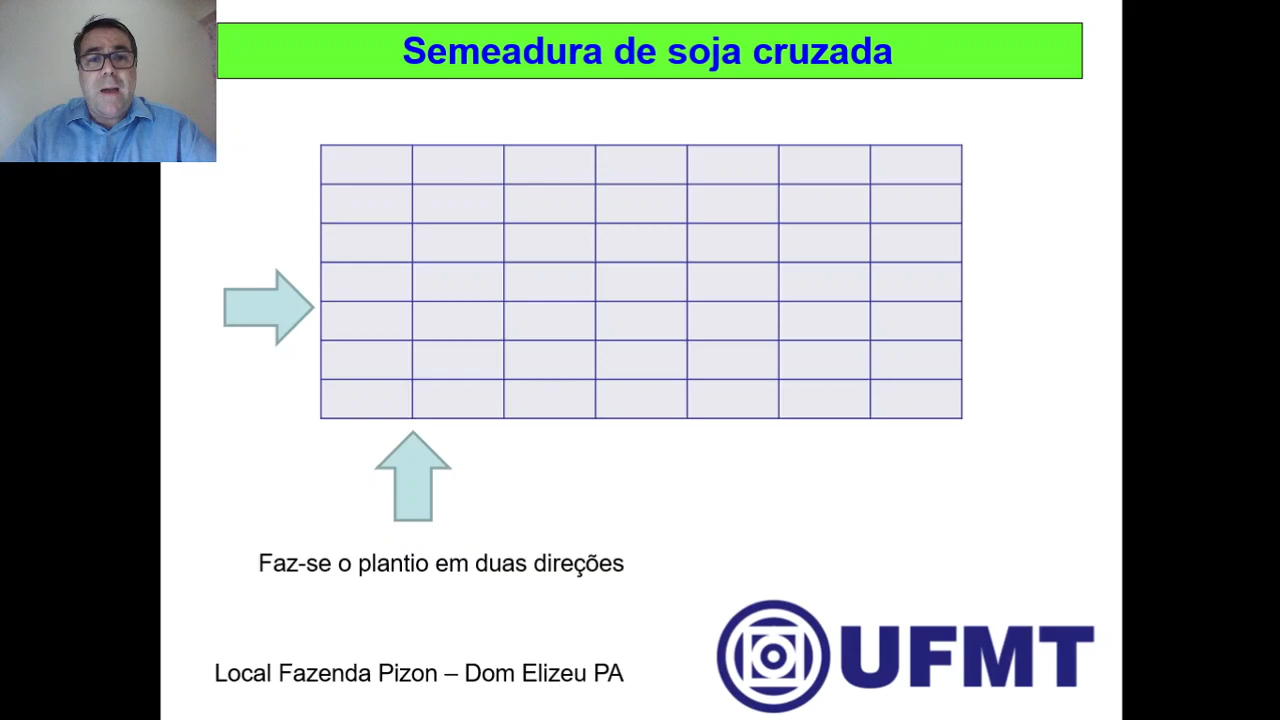 Semeadura de soja cruzada
Faz-se o plantio em duas direções
Local Fazenda Pizon – Dom Elizeu PA
UFMT